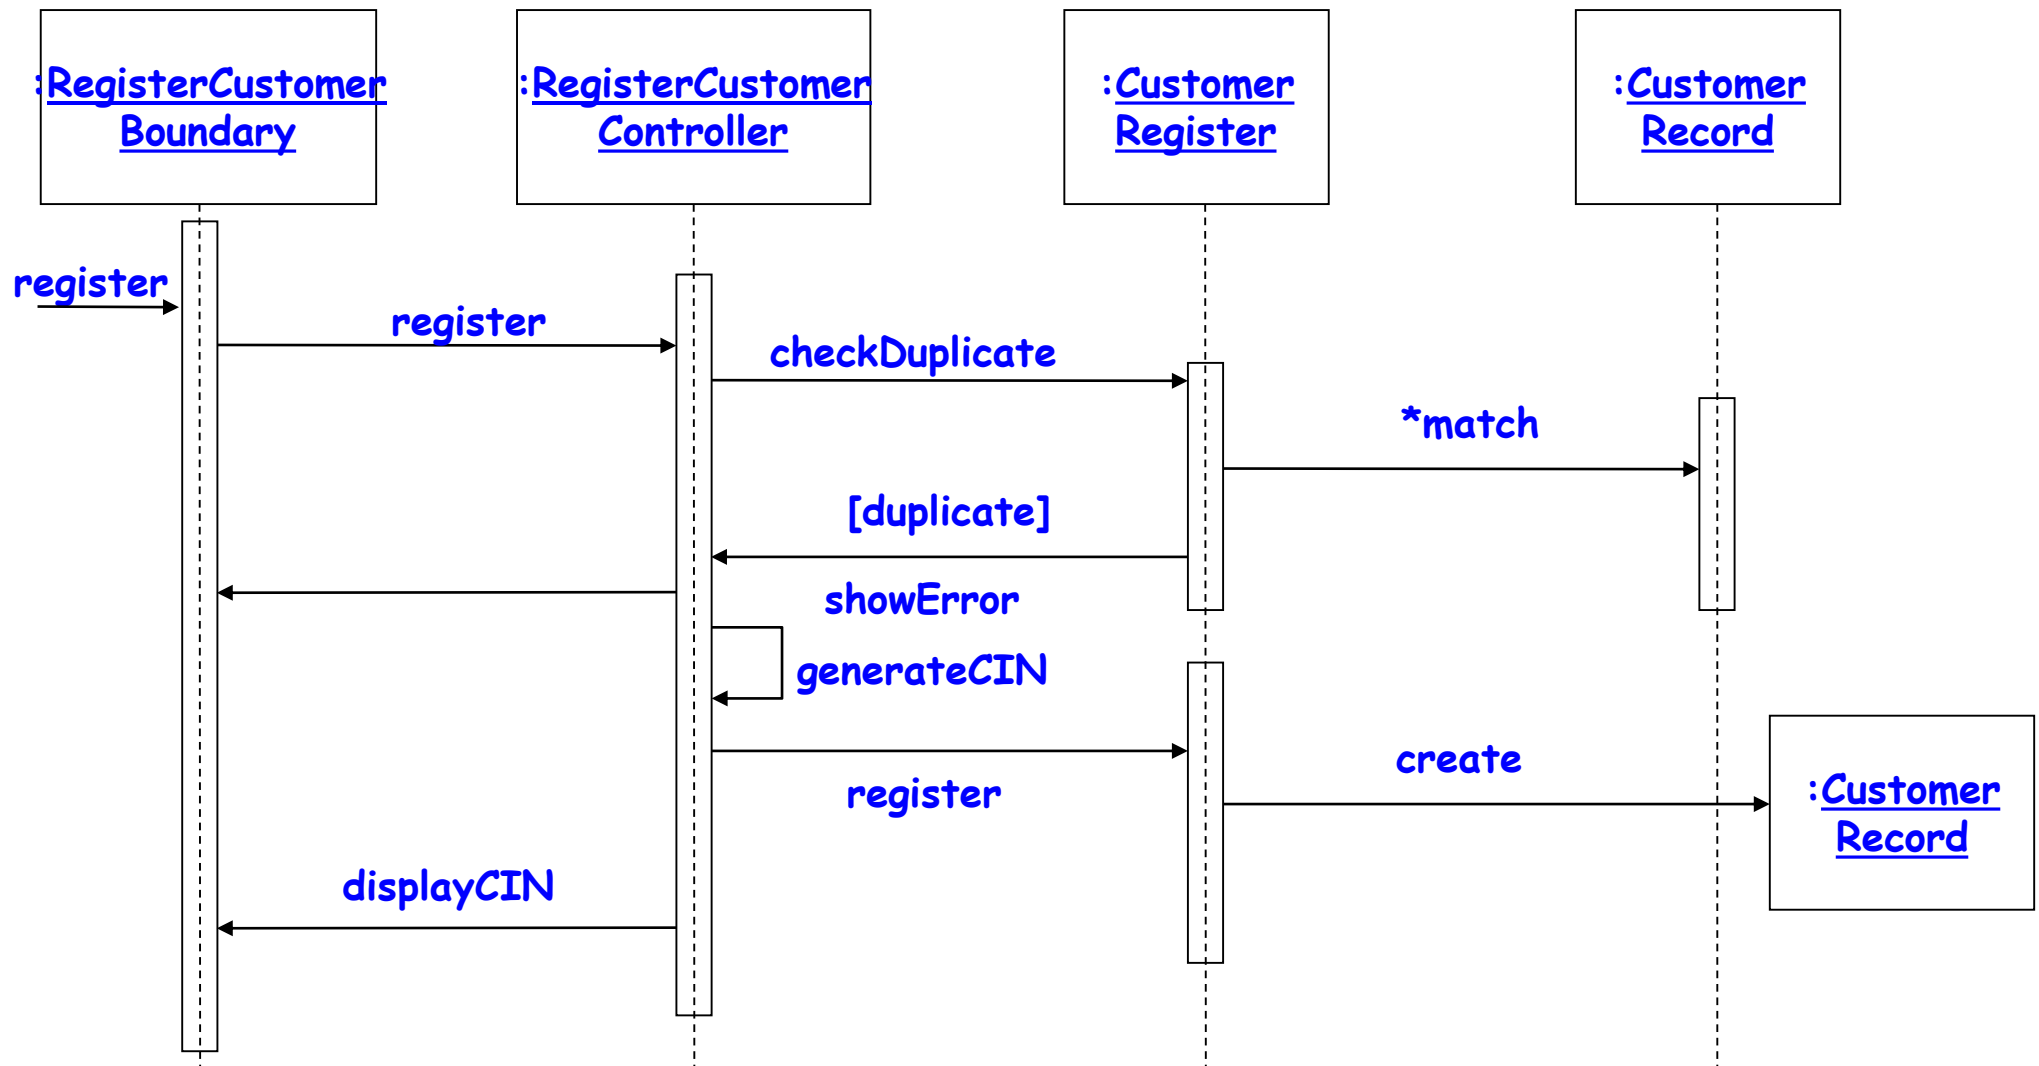 :RegisterCustomer
Boundary
:RegisterCustomer
Controller
:Customer
Register
:Customer
Record
register
register
checkDuplicate
*match
[duplicate]
showError
generateCIN
register
create
:Customer
Record
displayCIN